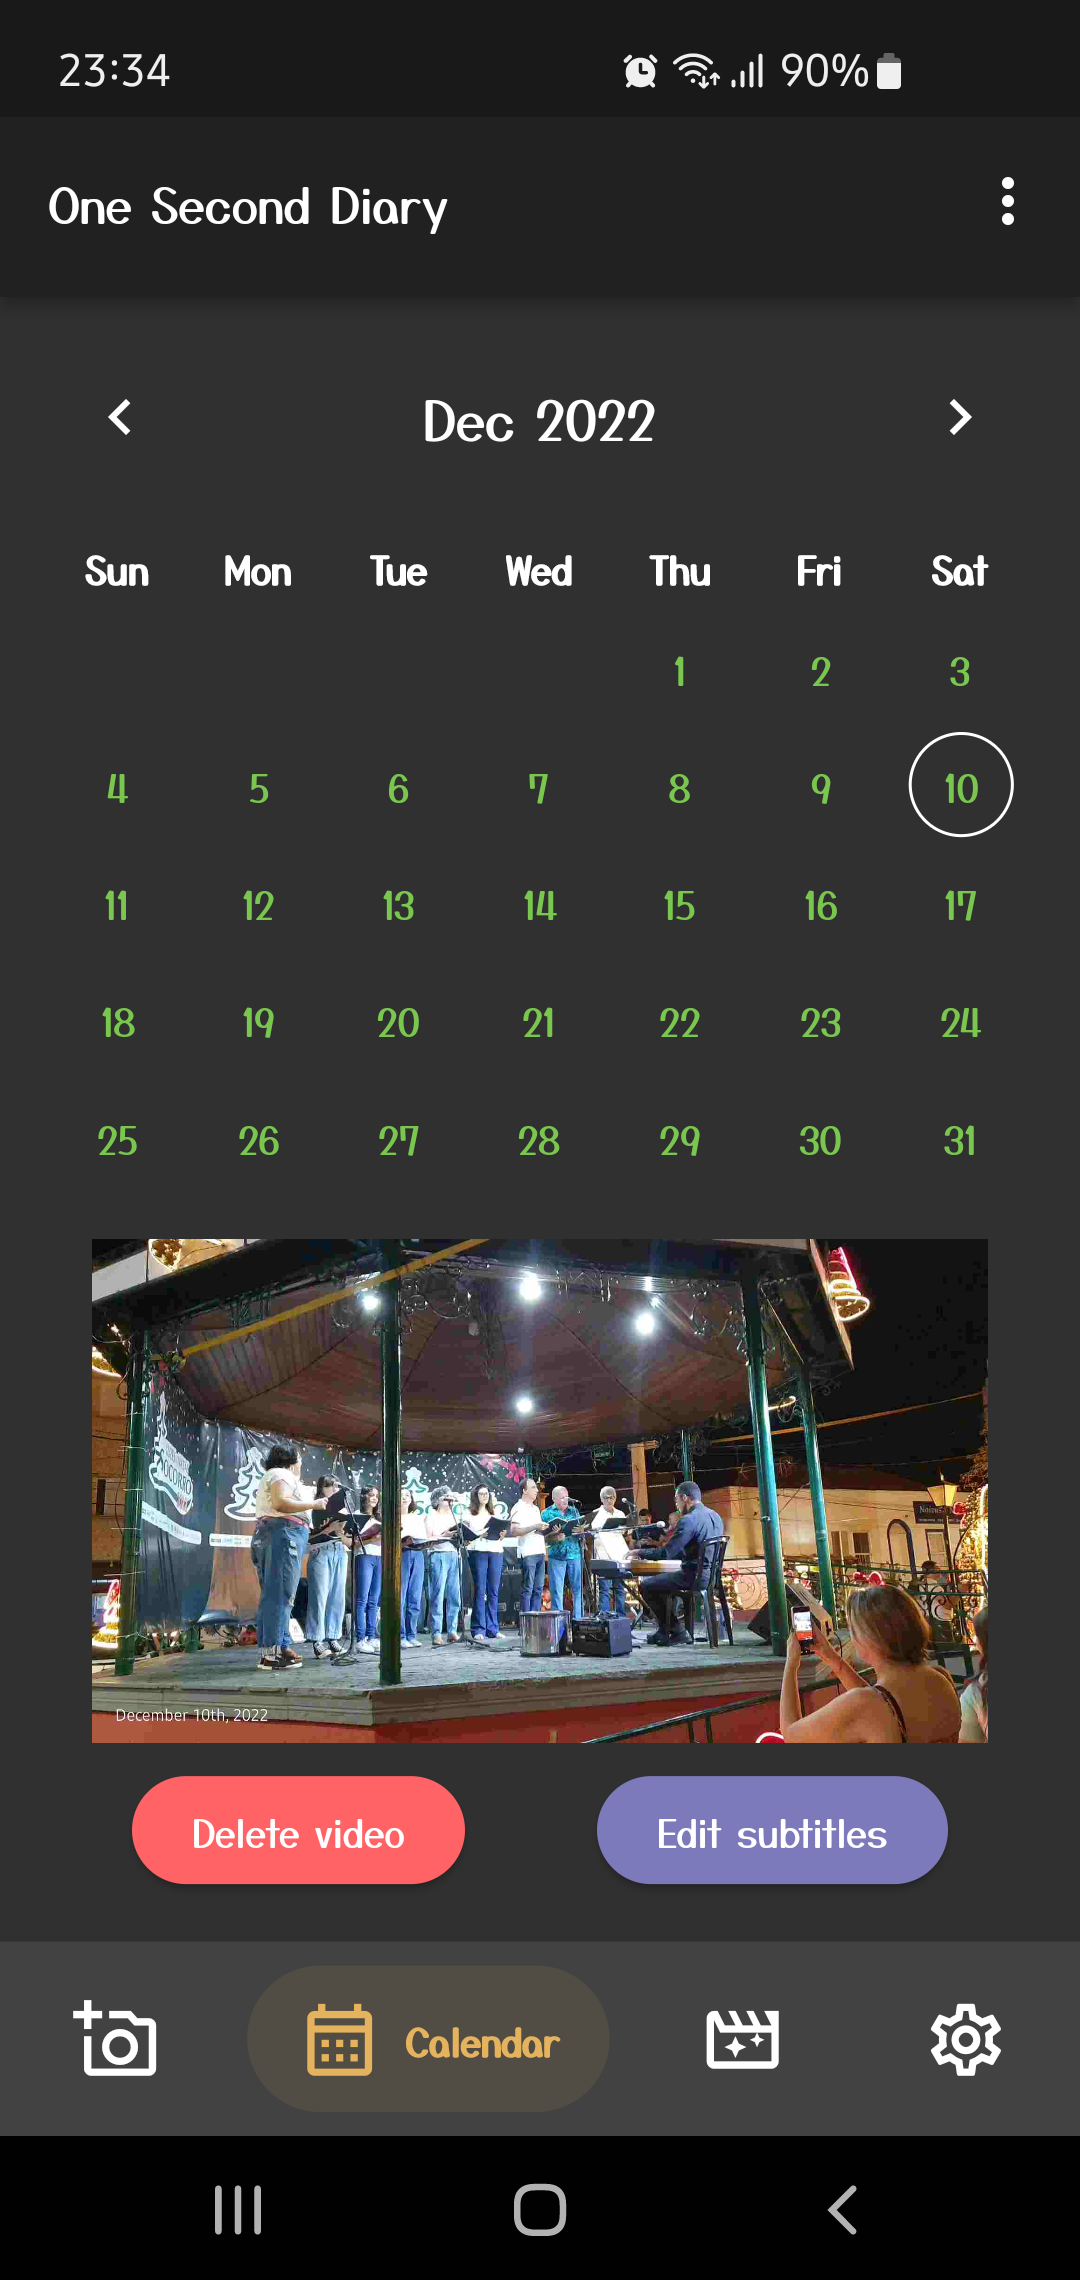 23:34 90%
One Second Diary
Dec 2022
Sun Mon Tue Wed Thu Fri Sat
1 2 3
4 5 6 7 8 9 10
11 12 13 14 15 16 17
18 19 20 21 22 23 24
25 26 27 28 29 30 31
December 10th, 2022
Delete video Edit subtitles
Calendar